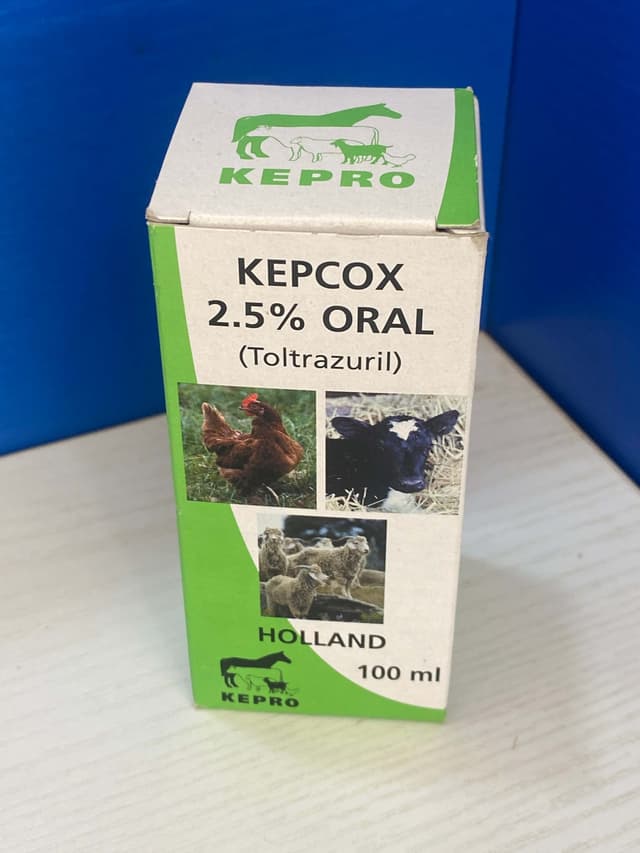 KEPRO
KEPCOX
2.5% ORAL
(Toltrazuril)
HOLLAND
100 ml
KEPRO